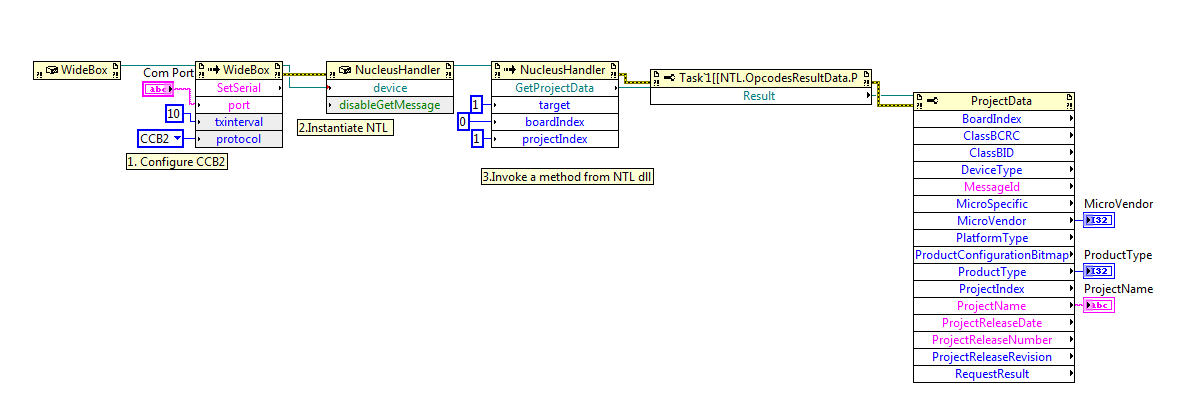 WideBox
Com Port
abc
WideBox
SetSerial
port
10
txinterval
CCB2
protocol
1. Configure CCB2
NucleusHandler
device
disableGetMessage
2.Instantiate NTL
NucleusHandler
GetProjectData
1
target
0
boardIndex
1
projectIndex
3.Invoke a method from NTL dll
Task`1[[NTL.OpcodesResultData.P
Result
ProjectData
BoardIndex
ClassBCRC
ClassBID
DeviceType
MessageId
MicroSpecific
MicroVendor
MicroVendor
I32
PlatformType
ProductConfigurationBitmap
ProductType
ProductType
I32
ProjectIndex
ProjectName
ProjectName
abc
ProjectReleaseDate
ProjectReleaseNumber
ProjectReleaseRevision
RequestResult